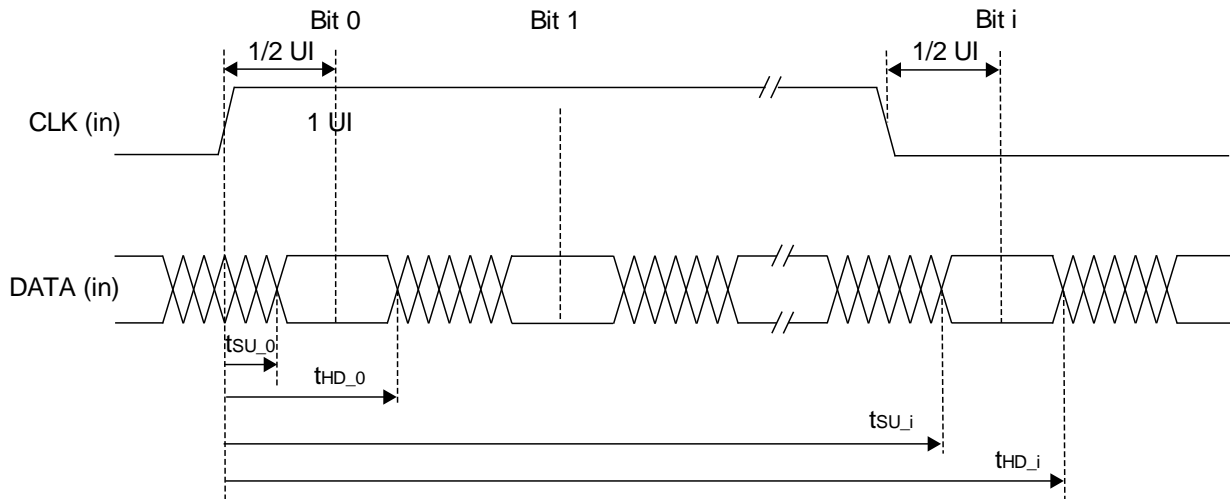 Bit 0 Bit 1 Bit i
1/2 UI 1/2 UI
CLK (in) 1 UI
DATA (in)
tSU_0
tHD_0
tSU_i
tHD_i